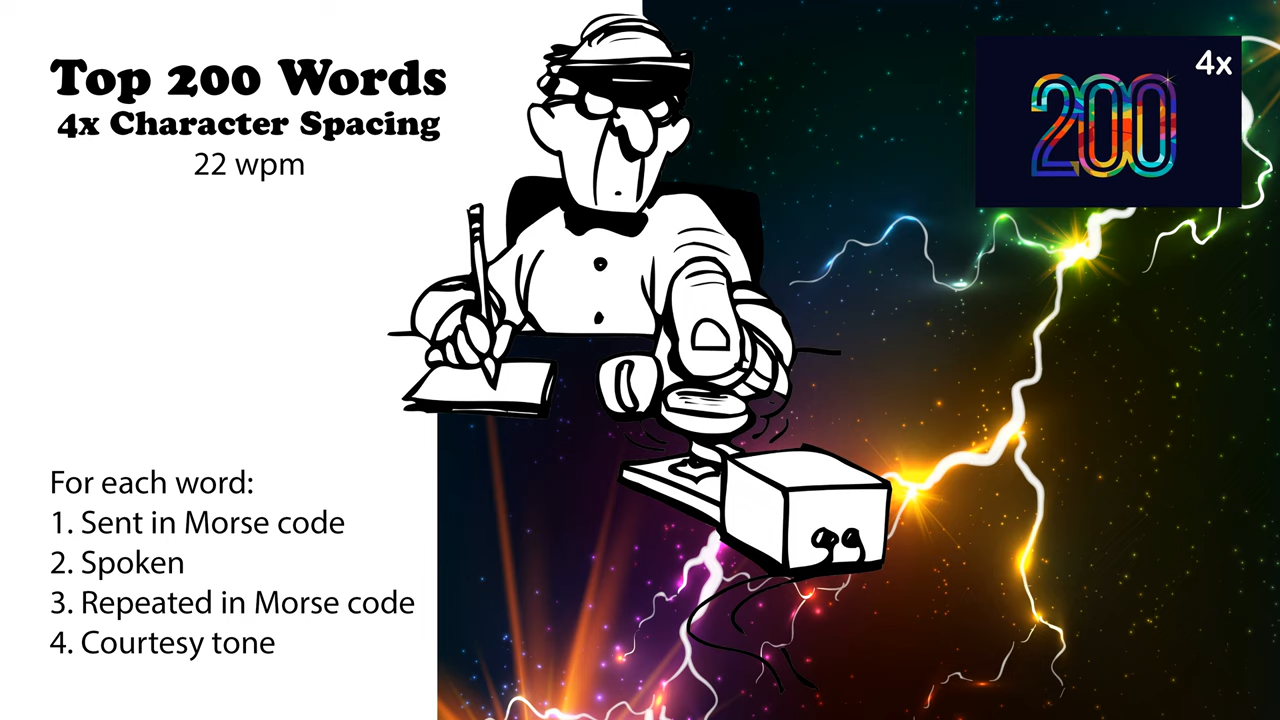 Top 200 Words
4x Character Spacing
22 wpm
4x
200
For each word:
1. Sent in Morse code
2. Spoken
3. Repeated in Morse code
4. Courtesy tone